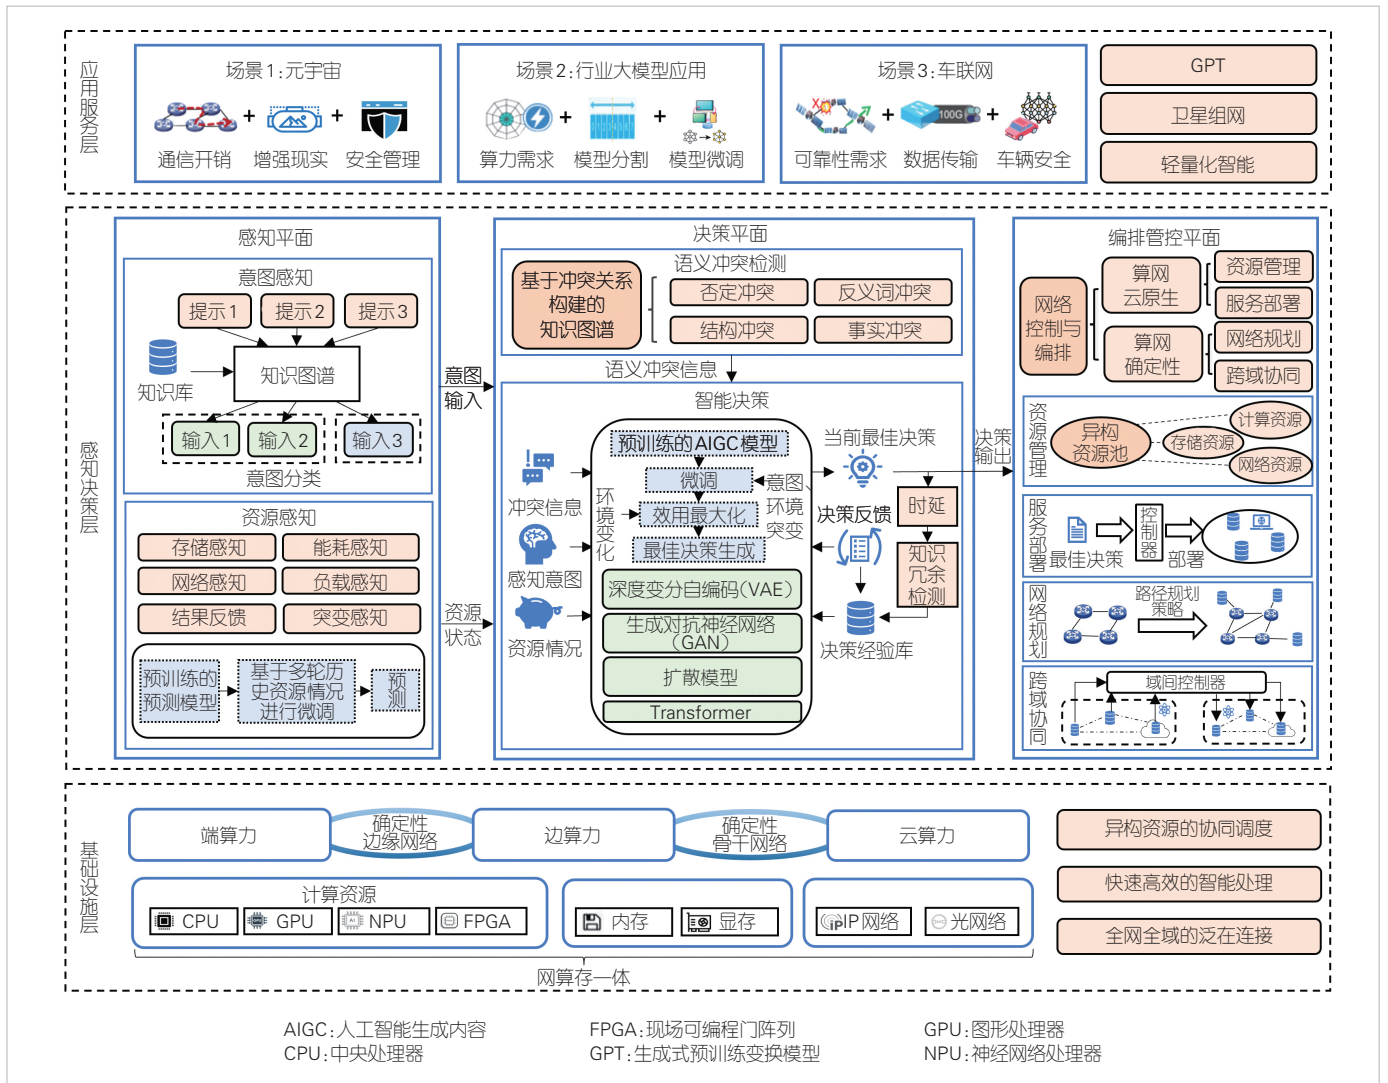 应用服务层
场景1:元宇宙
通信开销
增强现实
安全管理
场景2:行业大模型应用
算力需求
模型分割
模型微调
场景3:车联网
100G
可靠性需求
数据传输
车辆安全
GPT
卫星组网
轻量化智能
感知决策层
感知平面
意图感知
提示1
提示2
提示3
知识库
知识图谱
输入1
输入2
输入3
意图分类
资源感知
存储感知
能耗感知
网络感知
负载感知
结果反馈
突变感知
预训练的
预测模型
基于多轮历
史资源情况
进行微调
预
测
意图
输入
资源
状态
决策平面
语义冲突检测
基于冲突关系
构建的
知识图谱
否定冲突
反义词冲突
结构冲突
事实冲突
语义冲突信息
智能决策
冲突信息
感知意图
资源情况
环境变化
预训练的AIGC模型
微调
效用最大化
最佳决策生成
意图、
环境
突变
深度变分自编码(VAE)
生成对抗神经网络
(GAN)
扩散模型
Transformer
当前最佳决策
决策反馈
决策经验库
时延
知识
冗余
检测
决策
输出
编排管控平面
网络
控制与
编排
算网
云原生
算网
确定性
资源管理
服务部署
网络规划
跨域协同
资源管理
异构
资源池
计算资源
存储资源
网络资源
服务部署
最佳决策
控制器
部署
网络规划
路径规划
策略
跨域协同
域间控制器
基础设施层
端算力
确定性
边缘网络
边算力
确定性
骨干网络
云算力
计算资源
CPU
GPU
AI
NPU
FPGA
内存
显存
IP
IP网络
光网络
网算存一体
异构资源的协同调度
快速高效的智能处理
全网全域的泛在连接
AIGC:人工智能生成内容
FPGA:现场可编程门阵列
GPU:图形处理器
CPU:中央处理器
GPT:生成式预训练变换模型
NPU:神经网络处理器